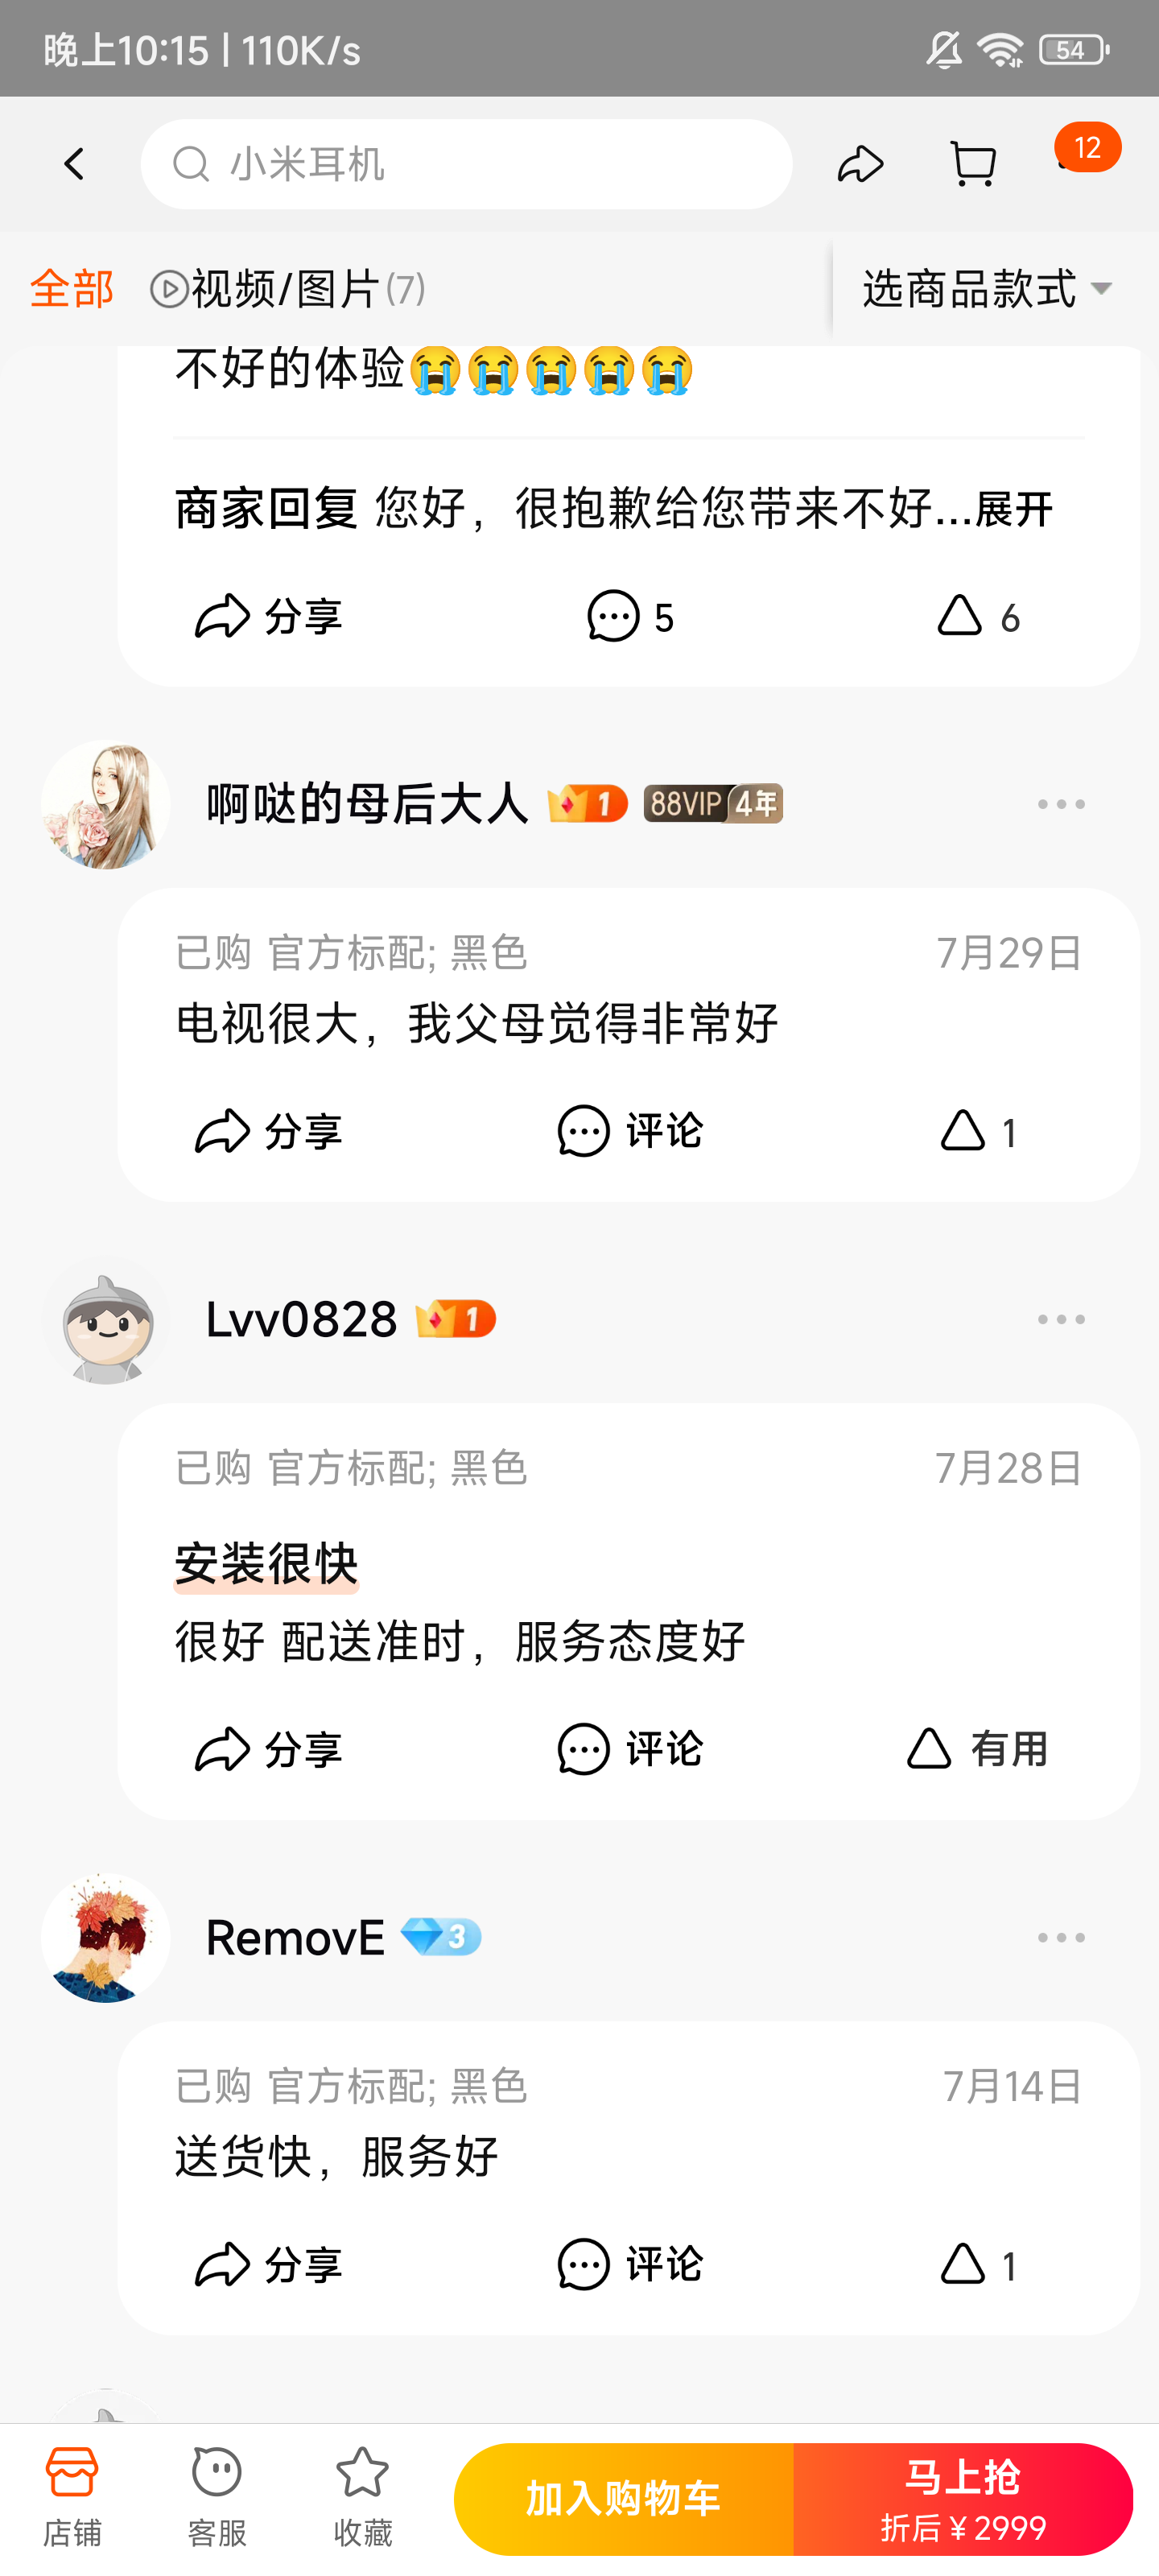 晚上10:15 | 110K/s
54
小米耳机
12
全部 视频/图片(7) 选商品款式
不好的体验😭😭😭😭😭
商家回复 您好，很抱歉给您带来不好...展开
分享 5 6
啊哒的母后大人 1 88VIP 4年
已购 官方标配; 黑色 7月29日
电视很大，我父母觉得非常好
分享 评论 1
Lvv0828 1
已购 官方标配; 黑色 7月28日
安装很快
很好 配送准时，服务态度好
分享 评论 有用
RemovE 3
已购 官方标配; 黑色 7月14日
送货快，服务好
分享 评论 1
店铺 客服 收藏 加入购物车 马上抢
折后￥2999